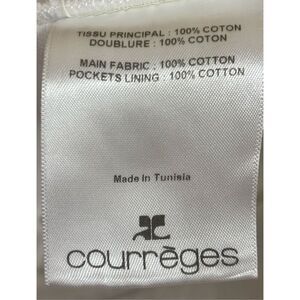 TISSU PRINCIPAL : 100% COTON
DOUBLURE : 100% COTON
MAIN FABRIC : 100% COTTON
POCKETS LINING : 100% COTTON
Made in Tunisia
courrèges